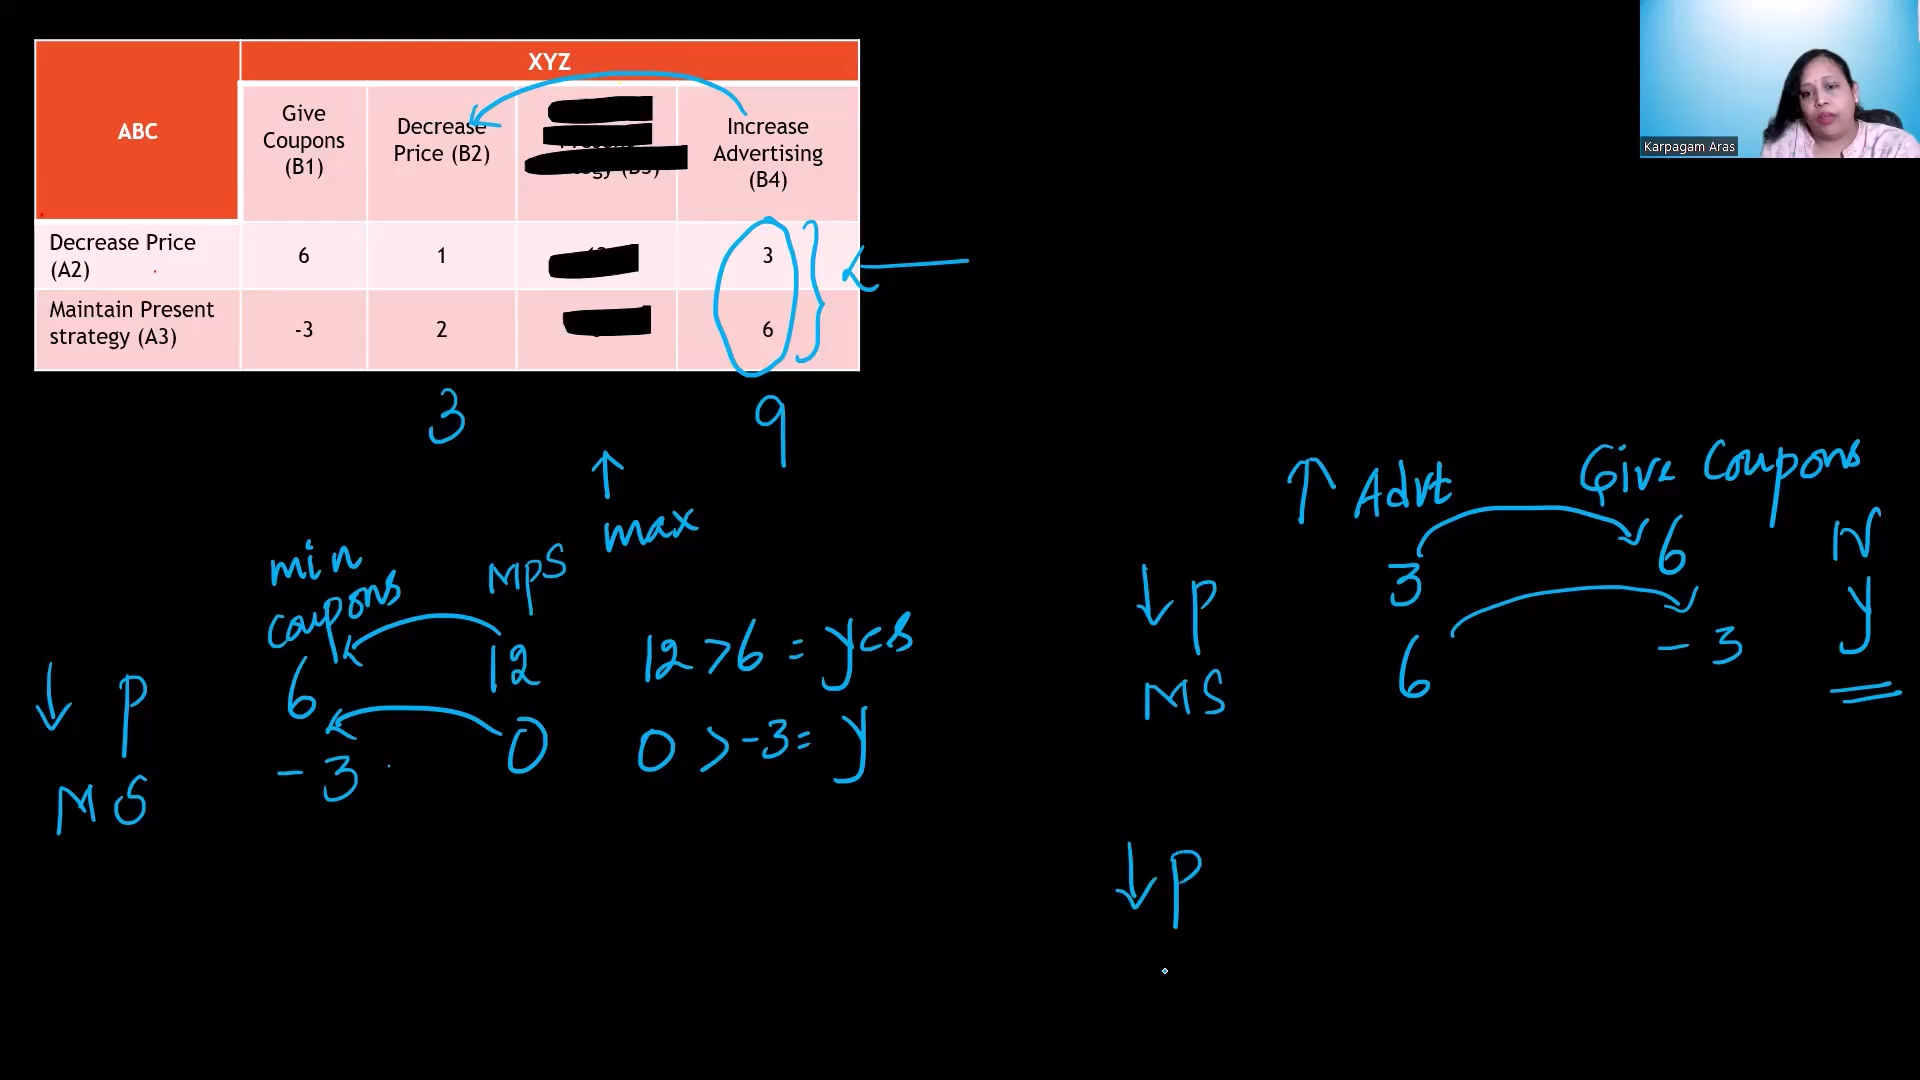 XYZ
ABC
Give
Coupons
(B1)
Decrease
Price (B2)
Increase
Advertising
(B4)
Decrease Price
(A2)
6
1
3
Maintain Present
strategy (A3)
-3
2
6
3
9
↑
max
min
coupons
MPS
↓ P
6
12
12 > 6 = yes
MS
-3
0
0 > -3 = y
↑ Advt
Give Coupons
↓ P
3
6
N
MS
6
-3
y
↓ P
Karpagam Aras